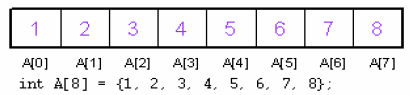 1 2 3 4 5 6 7 8
A[0] A[1] A[2] A[3] A[4] A[5] A[6] A[7]
int A[8] = {1, 2, 3, 4, 5, 6, 7, 8};